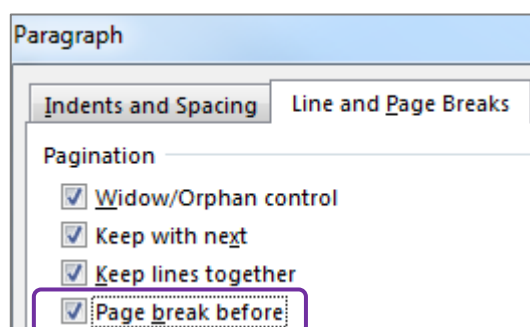 Paragraph
Indents and Spacing Line and Page Breaks
Pagination
Widow/Orphan control
Keep with next
Keep lines together
Page break before